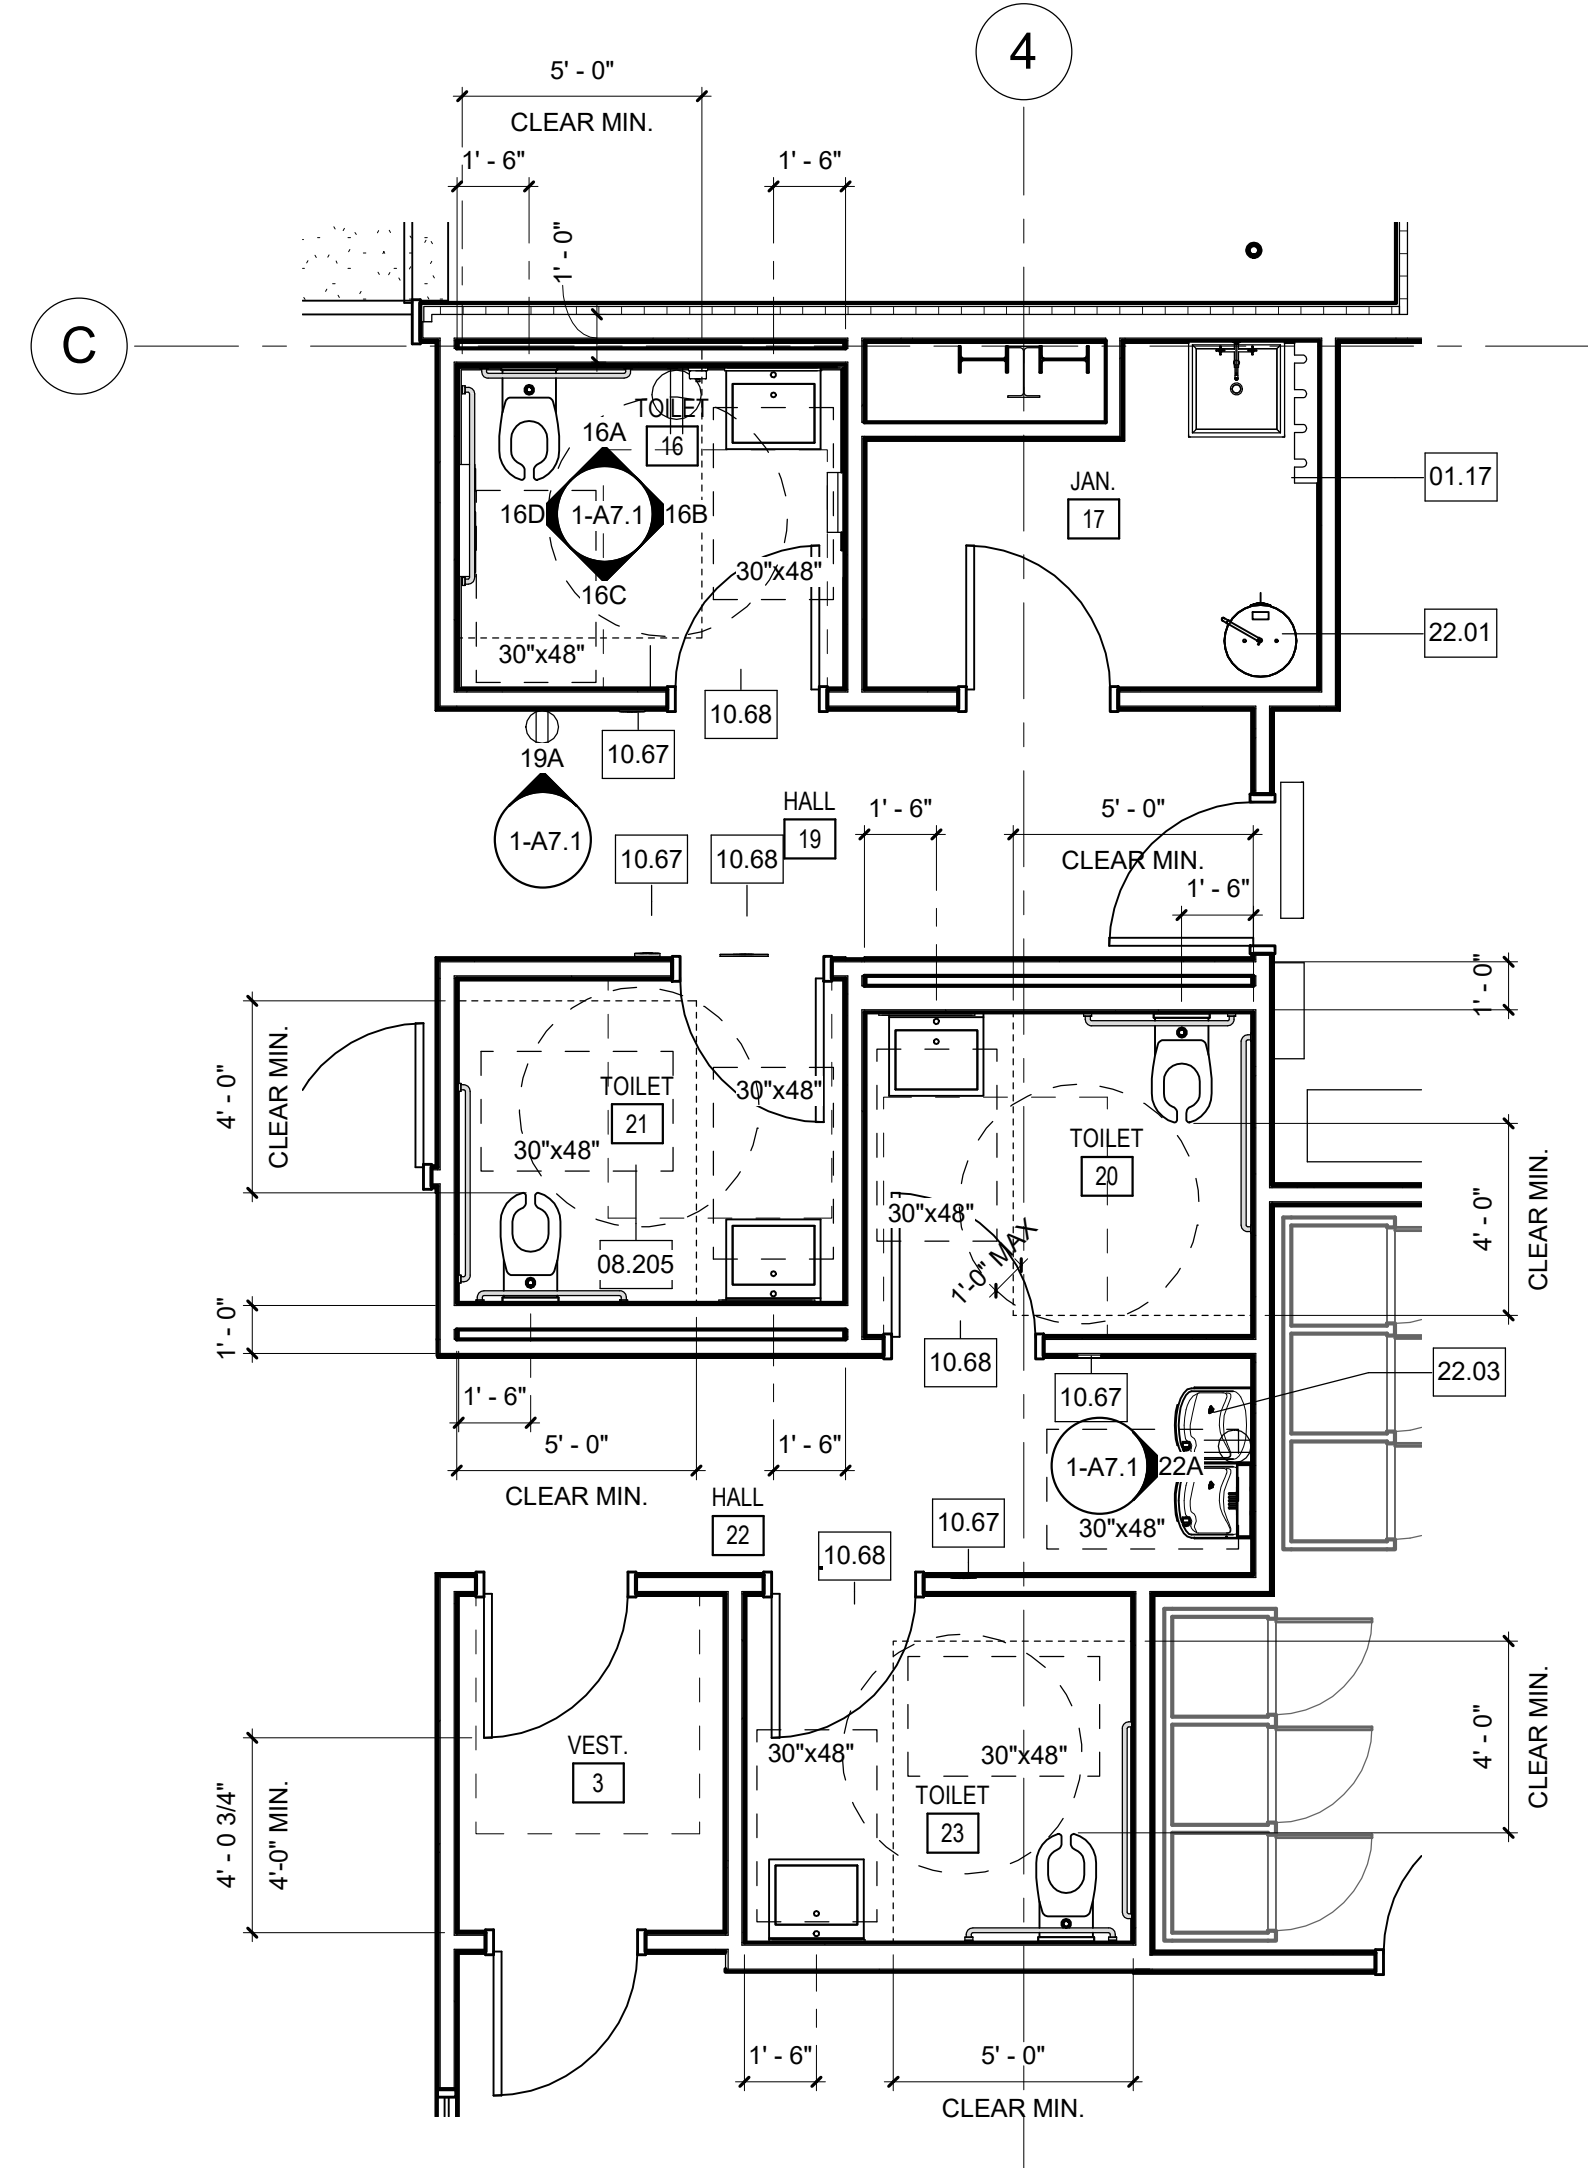 4
5' - 0"
CLEAR MIN.
1' - 6"
1' - 6"
1' - 0"
C
TOILET
16
16A
16D
1-A7.1
16B
16C
30"x48"
30"x48"
JAN.
17
01.17
22.01
10.68
10.67
19A
1-A7.1
HALL
19
10.67
10.68
1' - 6"
5' - 0"
CLEAR MIN.
1' - 6"
1' - 0"
4' - 0"
CLEAR MIN.
TOILET
21
30"x48"
30"x48"
08.205
TOILET
20
30"x48"
1'-0" MAX
4' - 0"
CLEAR MIN.
1' - 0"
10.68
10.67
22.03
1' - 6"
5' - 0"
CLEAR MIN.
1' - 6"
1-A7.1
22A
30"x48"
HALL
22
10.67
10.68
VEST.
3
4' - 0 3/4"
4'-0" MIN.
30"x48"
30"x48"
TOILET
23
4' - 0"
CLEAR MIN.
1' - 6"
5' - 0"
CLEAR MIN.